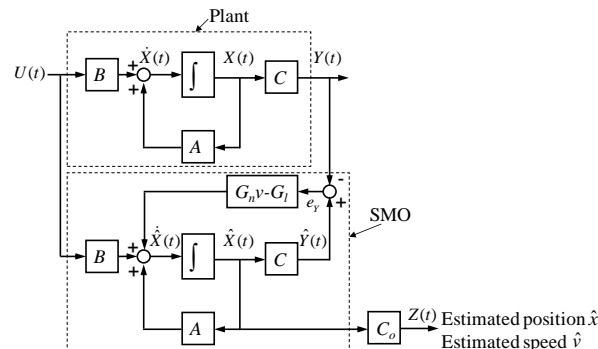 Plant
Ẋ(t)
X(t)
Y(t)
U(t)
B
+
+
∫
C
A
-
+
G_n v-G_l
e_Y
SMO
X̂̇(t)
X̂(t)
Ŷ(t)
B
+
+
∫
C
A
C_o
Z(t)
Estimated position x̂
Estimated speed v̂